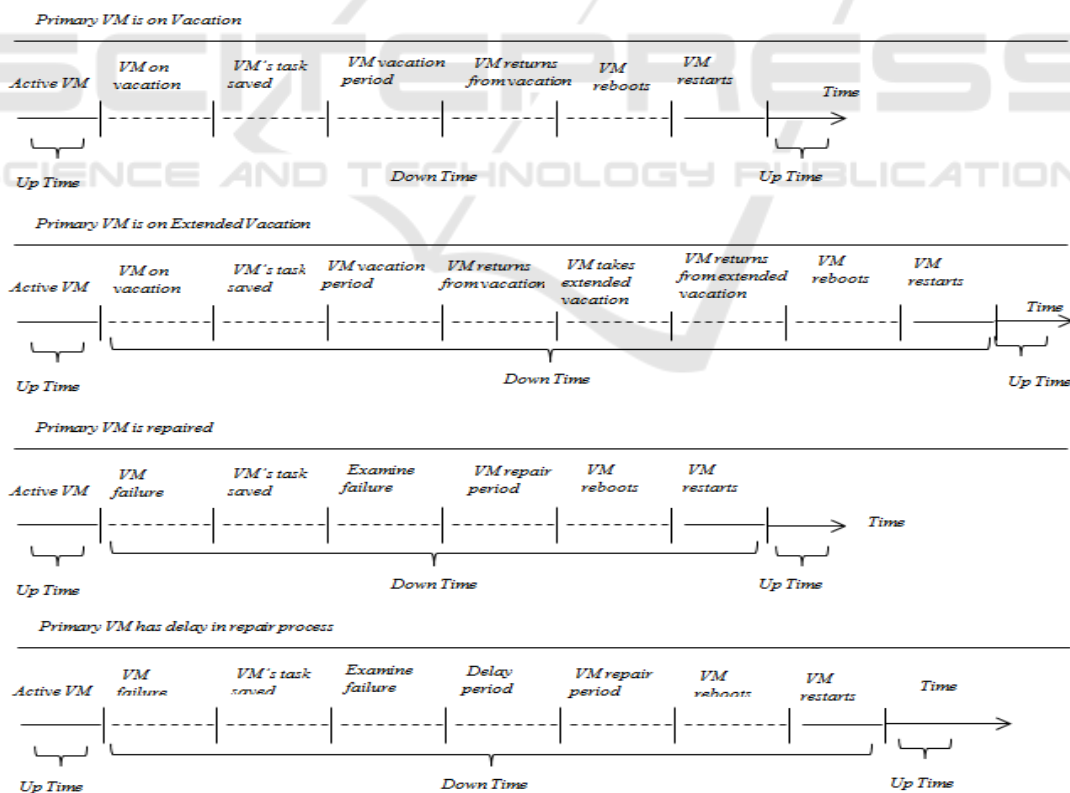 Primary VM is on Vacation
Active VM
VM on vacation
VM's task saved
VM vacation period
VM returns from vacation
VM reboots
VM restarts
Time
Up Time
Down Time
Up Time
SCITEPRESS
SCIENCE AND TECHNOLOGY PUBLICATIONS
Primary VM is on Extended Vacation
Active VM
VM on vacation
VM's task saved
VM vacation period
VM returns from vacation
VM takes extended vacation
VM returns from extended vacation
VM reboots
VM restarts
Time
Up Time
Down Time
Up Time
Primary VM is repaired
Active VM
VM failure
VM's task saved
Examine failure
VM repair period
VM reboots
VM restarts
Time
Up Time
Down Time
Up Time
Primary VM has delay in repair process
Active VM
VM failure
VM's task saved
Examine failure
Delay period
VM repair period
VM reboots
VM restarts
Time
Up Time
Down Time
Up Time